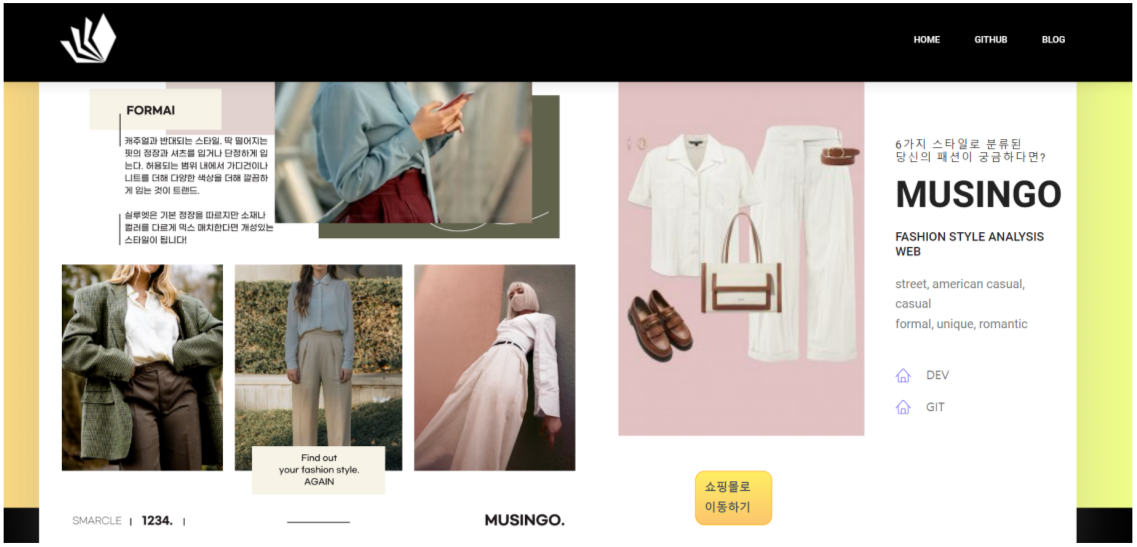 HOME GITHUB BLOG
FORMAI
캐주얼과 반대되는 스타일. 딱 떨어지는
핏의 정장과 셔츠를 입거나 단정하게 입
는다. 허용되는 범위 내에서 가디건이나
니트를 더해 다양한 색상을 더해 깔끔하
게 입는 것이 트렌드.
실루엣은 기본 정장을 따르지만 소재나
컬러를 다르게 믹스 매치한다면 개성있는
스타일이 됩니다!
Find out
your fashion style.
AGAIN
SMARCLE | 1234. |
MUSINGO.
6가지 스타일로 분류된
당신의 패션이 궁금하다면?
MUSINGO
FASHION STYLE ANALYSIS
WEB
street, american casual,
casual
formal, unique, romantic
DEV
GIT
쇼핑몰로
이동하기